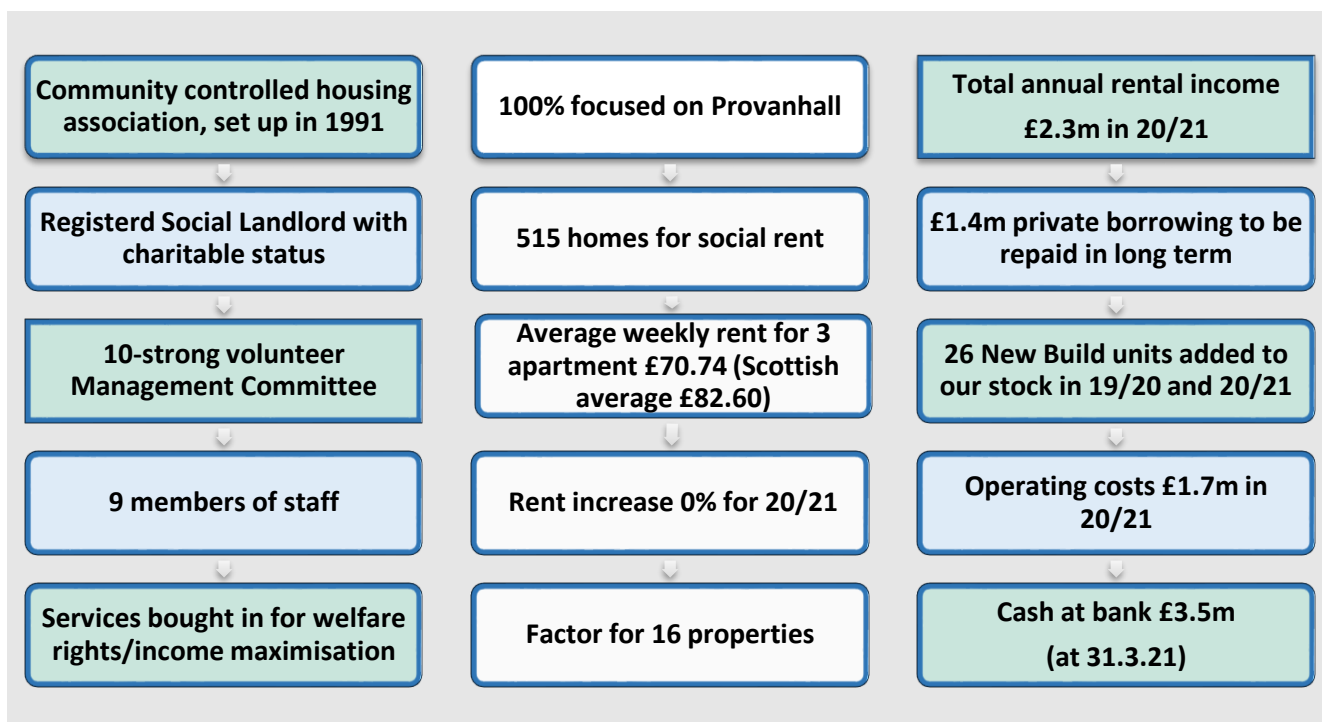 Community controlled housing
association, set up in 1991
Registerd Social Landlord with
charitable status
10-strong volunteer
Management Committee
9 members of staff
Services bought in for welfare
rights/income maximisation
100% focused on Provanhall
515 homes for social rent
Average weekly rent for 3
apartment £70.74 (Scottish
average £82.60)
Rent increase 0% for 20/21
Factor for 16 properties
Total annual rental income
£2.3m in 20/21
£1.4m private borrowing to be
repaid in long term
26 New Build units added to
our stock in 19/20 and 20/21
Operating costs £1.7m in
20/21
Cash at bank £3.5m
(at 31.3.21)